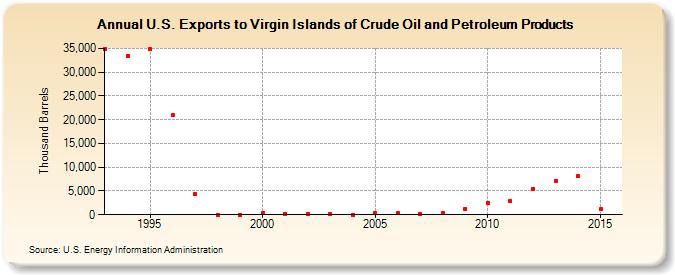 Annual U.S. Exports to Virgin Islands of Crude Oil and Petroleum Products
Thousand Barrels
35,000
30,000
25,000
20,000
15,000
10,000
5,000
0
1995 2000 2005 2010 2015
Source: U.S. Energy Information Administration